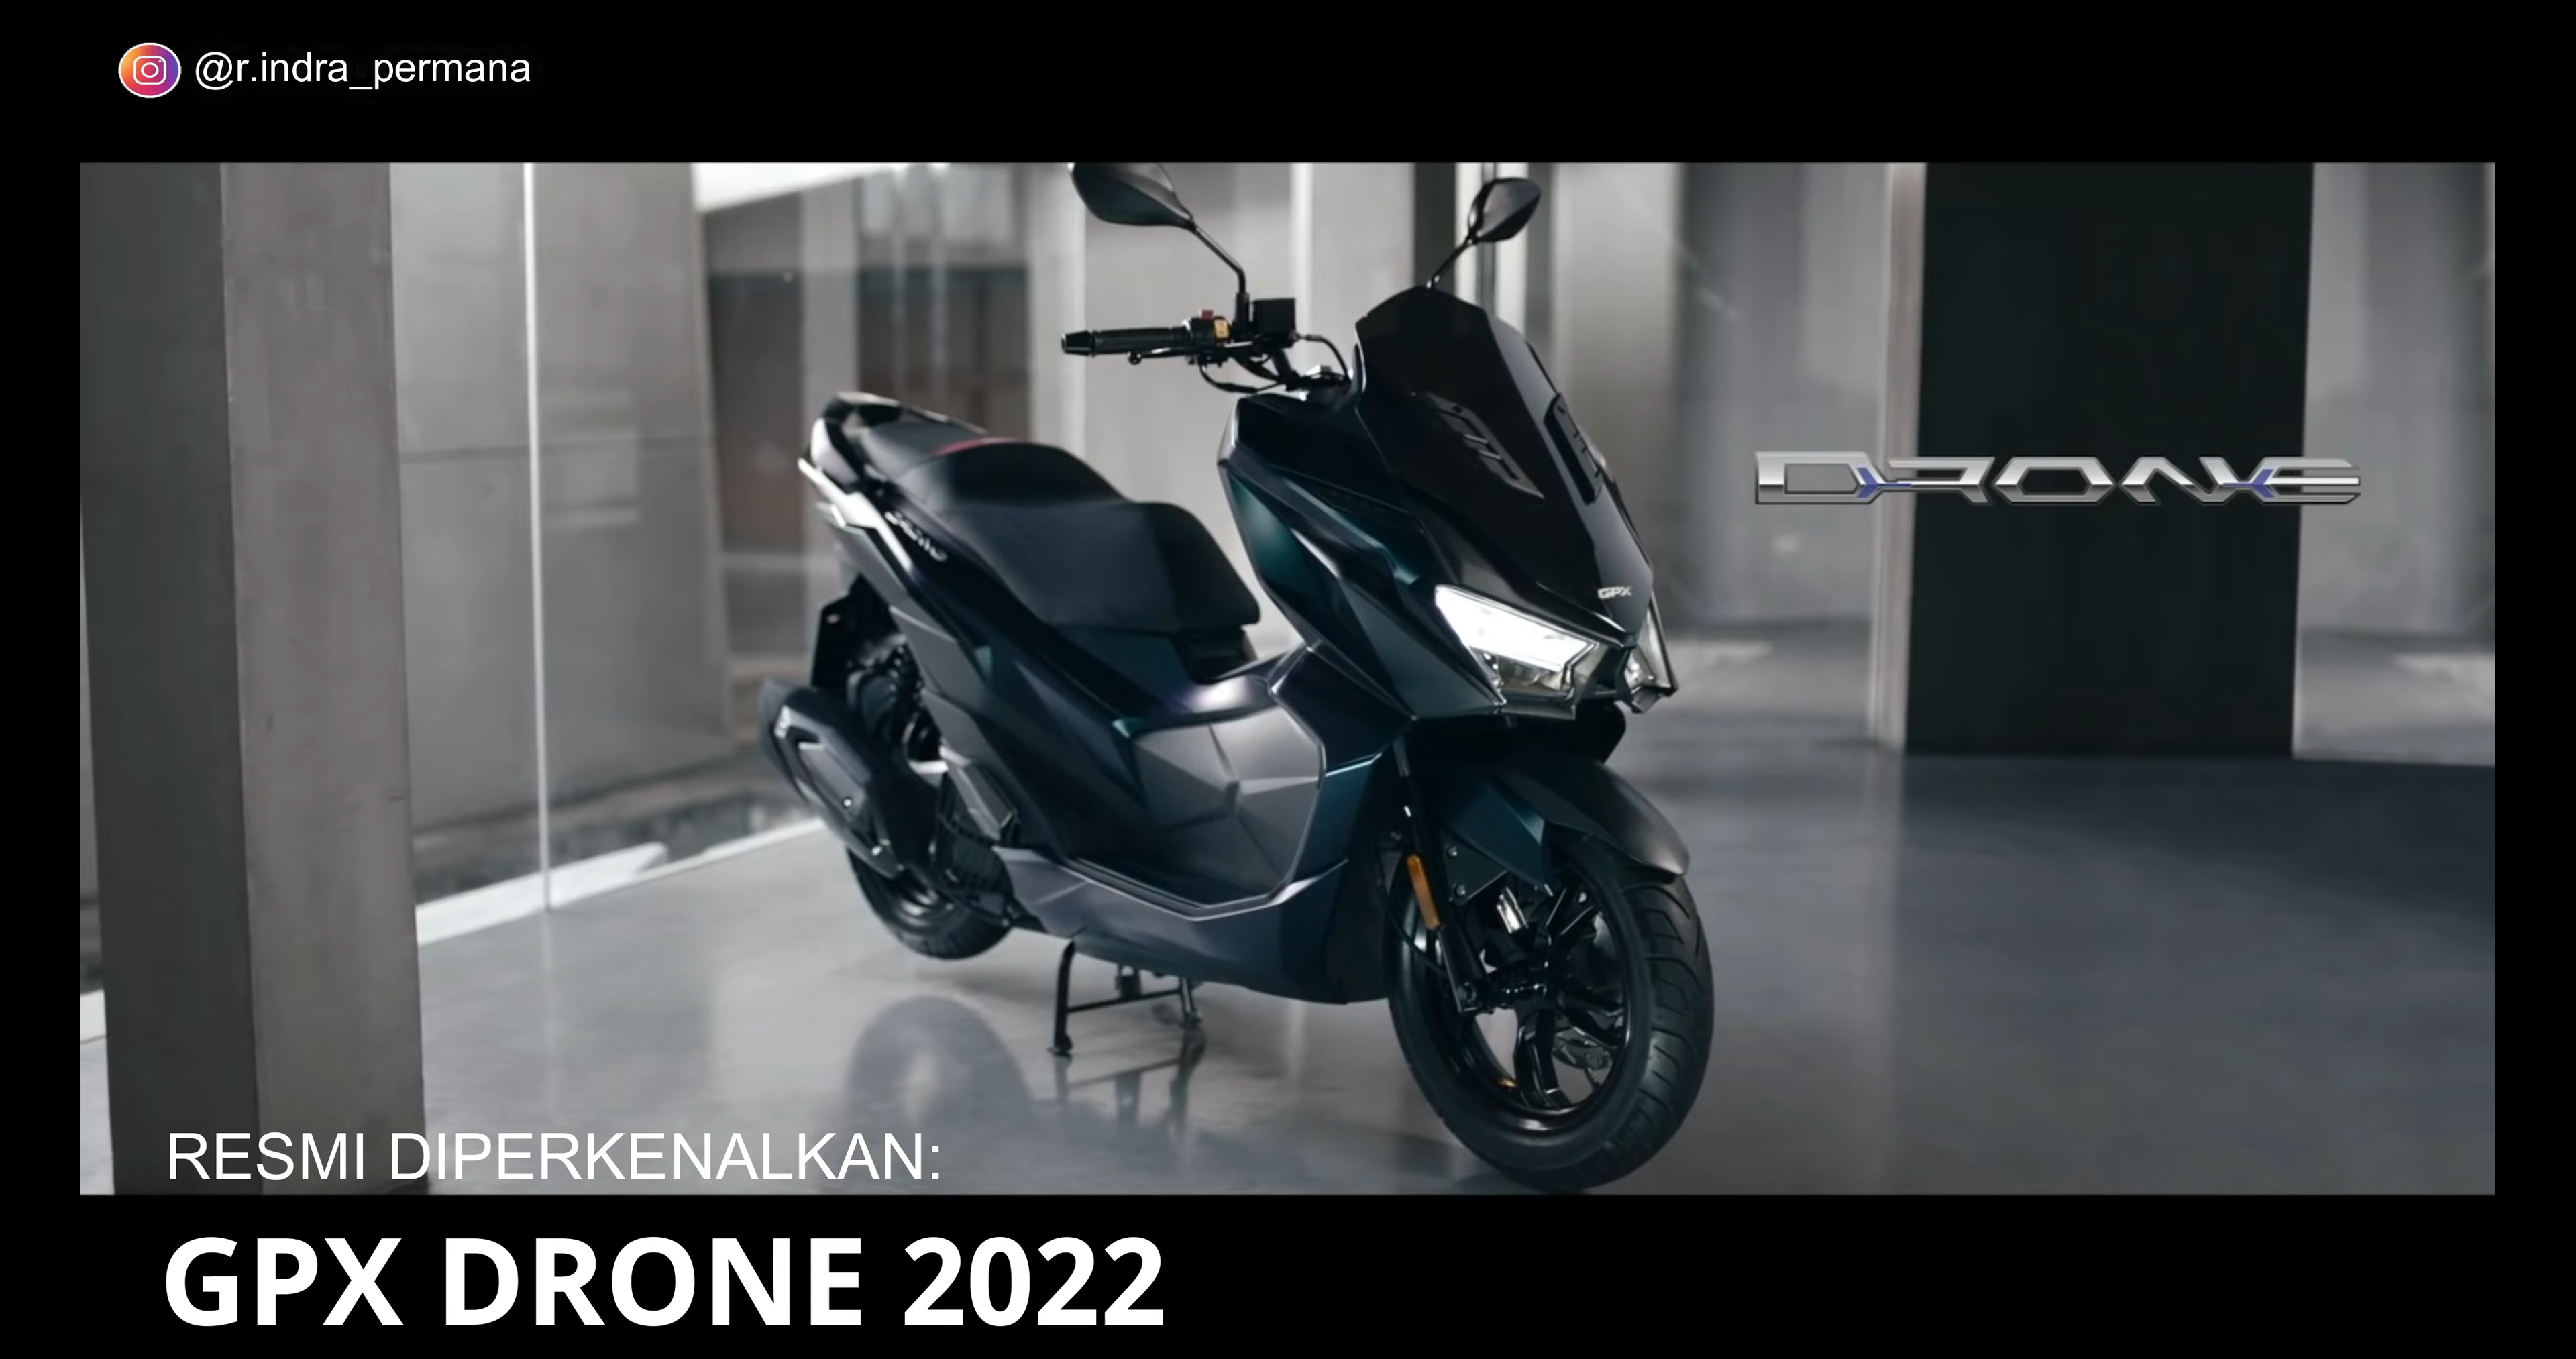 @r.indra_permana
DRONE
GPX
RESMI DIPERKENALKAN:
GPX DRONE 2022